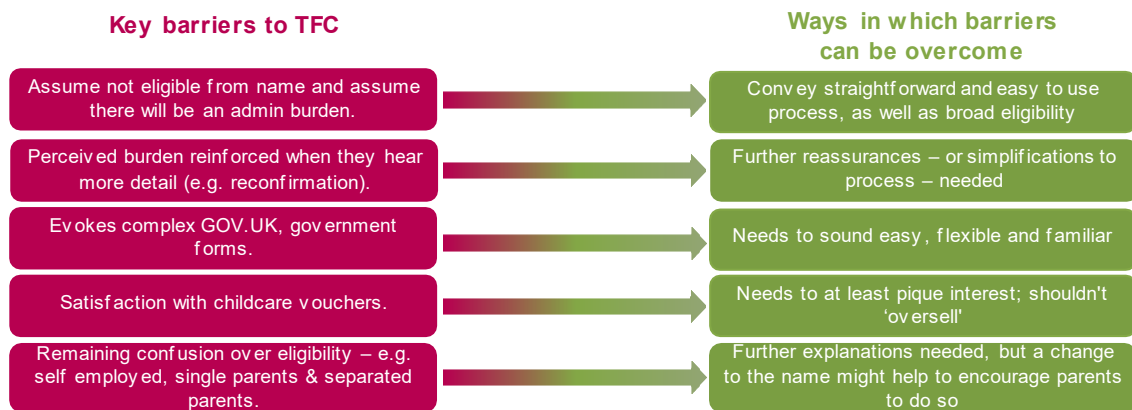 Key barriers to TFC
Ways in which barriers
can be overcome
Assume not eligible from name and assume
there will be an admin burden.
Convey straightforward and easy to use
process, as well as broad eligibility
Perceived burden reinforced when they hear
more detail (e.g. reconfirmation).
Further reassurances – or simplifications to
process – needed
Evokes complex GOV.UK, government
forms.
Needs to sound easy, flexible and familiar
Satisfaction with childcare vouchers.
Needs to at least pique interest; shouldn't
‘oversell'
Remaining confusion over eligibility – e.g.
self employed, single parents & separated
parents.
Further explanations needed, but a change
to the name might help to encourage parents
to do so